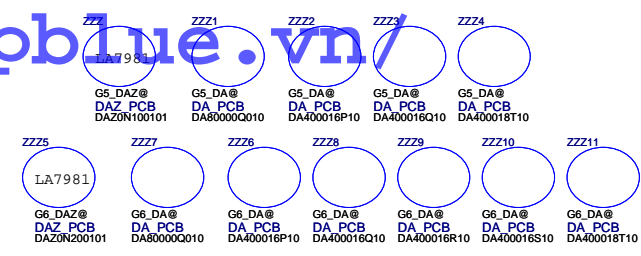 ZZZ ZZZ1 ZZZ2 ZZZ3 ZZZ4
pblue.vn/
LA7981
G5_DAZ@ G5_DA@ G5_DA@ G5_DA@ G5_DA@
DAZ_PCB DA_PCB DA_PCB DA_PCB DA_PCB
DAZ0N100101 DA80000Q010 DA400016P10 DA400016Q10 DA400018T10
ZZZ5 ZZZ7 ZZZ6 ZZZ8 ZZZ9 ZZZ10 ZZZ11
LA7981
G6_DAZ@ G6_DA@ G6_DA@ G6_DA@ G6_DA@ G6_DA@ G6_DA@
DAZ_PCB DA_PCB DA_PCB DA_PCB DA_PCB DA_PCB DA_PCB
DAZ0N200101 DA80000Q010 DA400016P10 DA400016Q10 DA400016R10 DA400016S10 DA400018T10